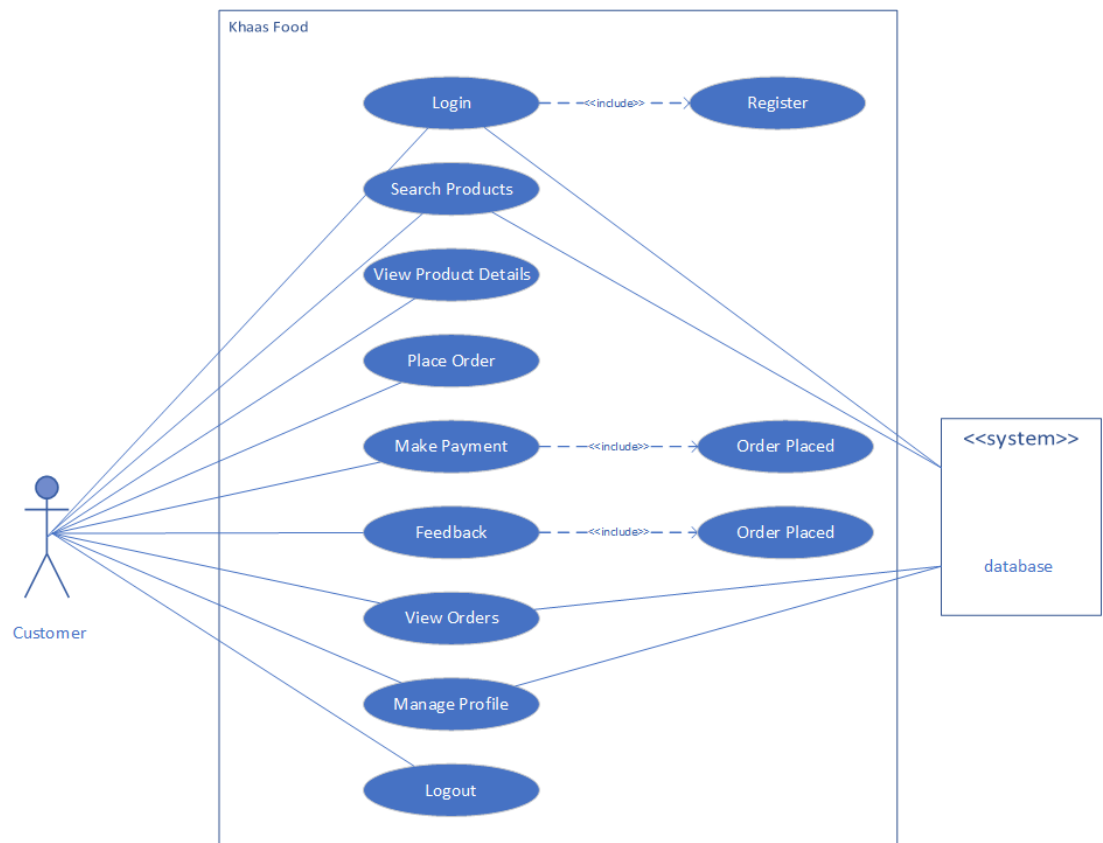 Khaas Food
Login
<<include>>
Register
Search Products
View Product Details
Place Order
Make Payment
<<include>>
Order Placed
<<system>>
Feedback
<<include>>
Order Placed
database
View Orders
Customer
Manage Profile
Logout